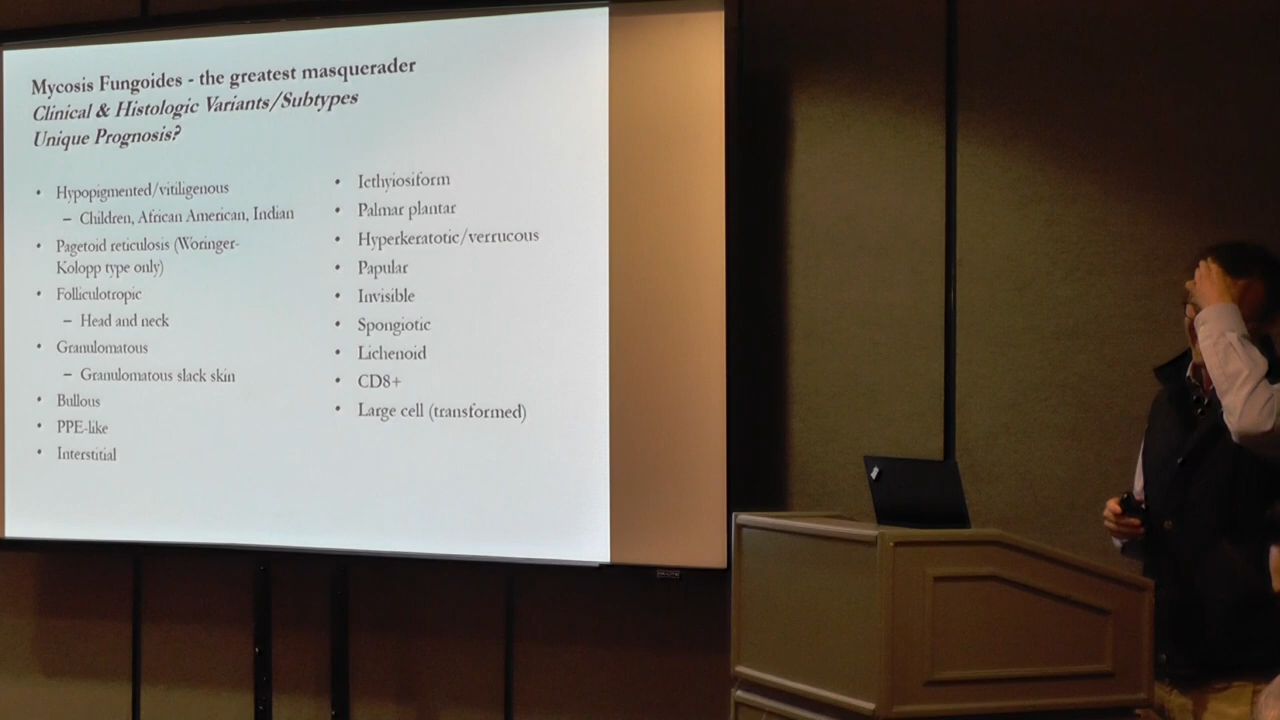 Mycosis Fungoides - the greatest masquerader
Clinical & Histologic Variants/Subtypes
Unique Prognosis?
• Hypopigmented/vitiligenous
– Children, African American, Indian
• Pagetoid reticulosis (Woringer-
Kolopp type only)
• Folliculotropic
– Head and neck
• Granulomatous
– Granulomatous slack skin
• Bullous
• PPE-like
• Interstitial
• Icthyiosiform
• Palmar plantar
• Hyperkeratotic/verrucous
• Papular
• Invisible
• Spongiotic
• Lichenoid
• CD8+
• Large cell (transformed)